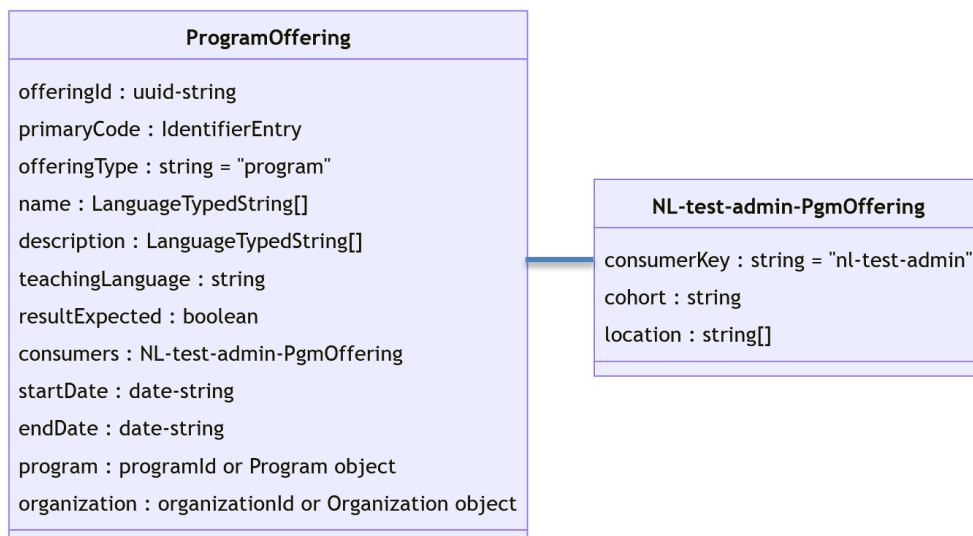 ProgramOffering
offeringId : uuid-string
primaryCode : IdentifierEntry
offeringType : string = "program"
name : LanguageTypedString[]
description : LanguageTypedString[]
teachingLanguage : string
resultExpected : boolean
consumers : NL-test-admin-PgmOffering
startDate : date-string
endDate : date-string
program : programId or Program object
organization : organizationId or Organization object
NL-test-admin-PgmOffering
consumerKey : string = "nl-test-admin"
cohort : string
location : string[]